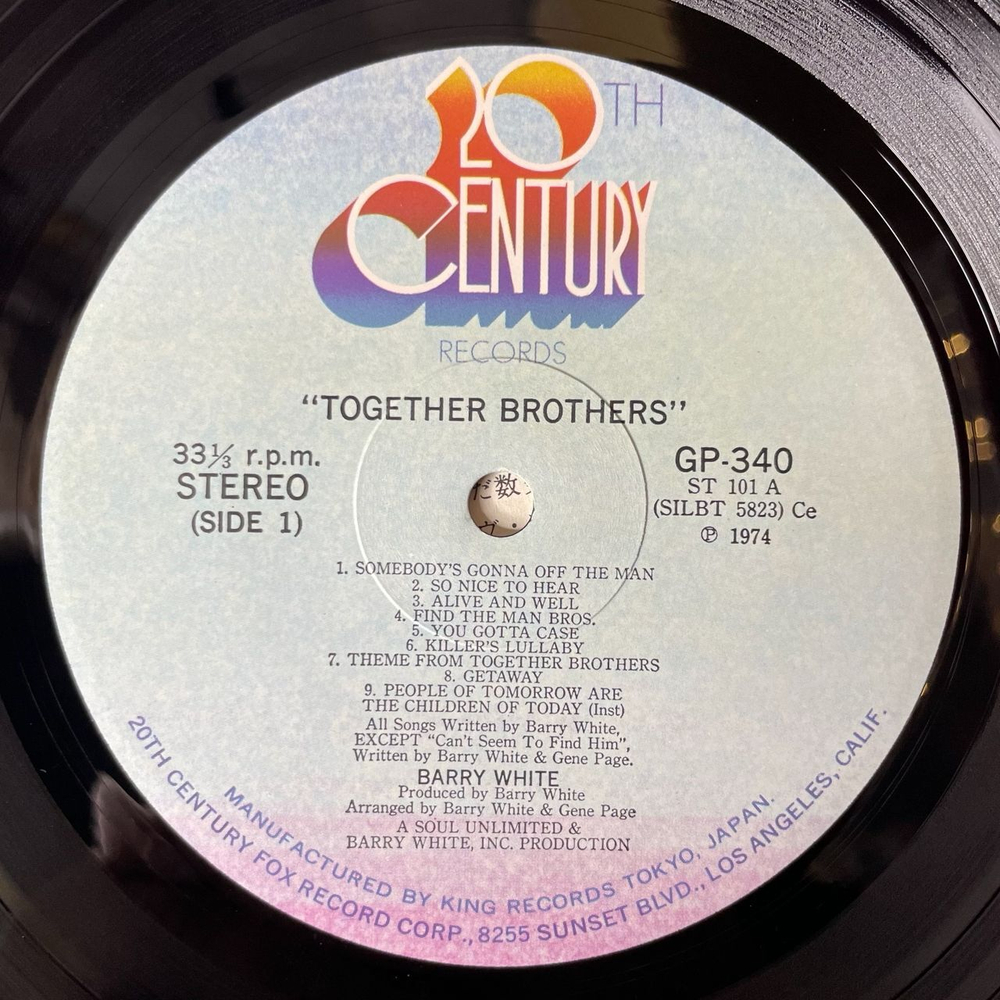 20TH
CENTURY
RECORDS
“TOGETHER BROTHERS”
33⅓ r.p.m.
STEREO
(SIDE 1)
GP-340
ST 101 A
(SILBT 5823) Ce
℗ 1974
だ数
1. SOMEBODY'S GONNA OFF THE MAN
2. SO NICE TO HEAR
3. ALIVE AND WELL
4. FIND THE MAN BROS.
5. YOU GOTTA CASE
6. KILLER'S LULLABY
7. THEME FROM TOGETHER BROTHERS
8. GETAWAY
9. PEOPLE OF TOMORROW ARE
THE CHILDREN OF TODAY (Inst)
All Songs Written by Barry White,
EXCEPT “Can't Seem To Find Him”,
Written by Barry White & Gene Page.
BARRY WHITE
Produced by Barry White
Arranged by Barry White & Gene Page
A SOUL UNLIMITED &
BARRY WHITE, INC. PRODUCTION
MANUFACTURED BY KING RECORDS TOKYO, JAPAN.
20TH CENTURY FOX RECORD CORP., 8255 SUNSET BLVD., LOS ANGELES, CALIF.